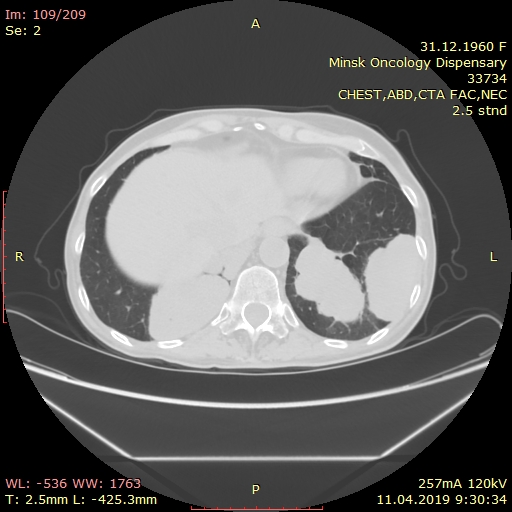 Im: 109/209
Se: 2
A
31.12.1960 F
Minsk Oncology Dispensary
33734
CHEST,ABD,CTA FAC,NEC
2.5 stnd
R
L
WL: -536 WW: 1763
T: 2.5mm L: -425.3mm
P
257mA 120kV
11.04.2019 9:30:34